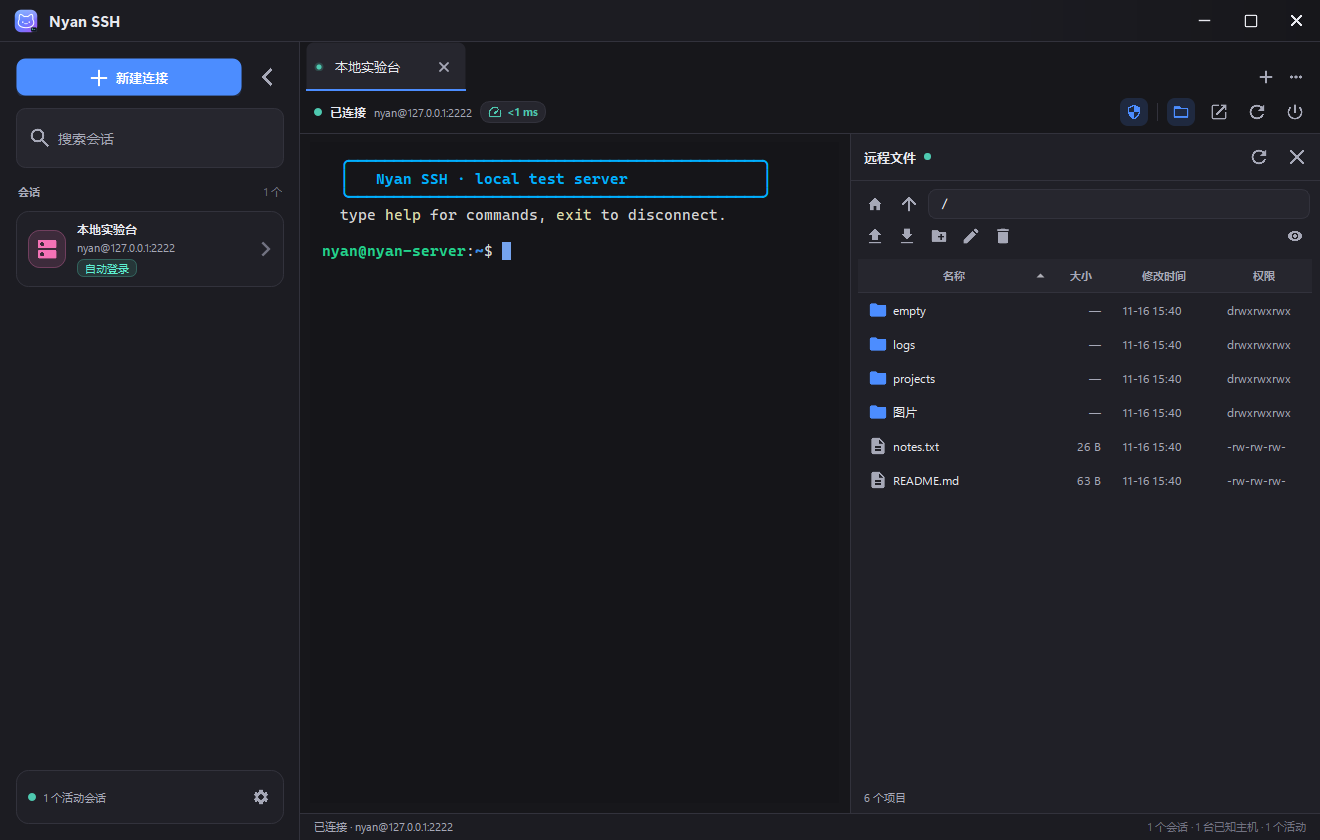 Nyan SSH
新建连接
搜索会话
会话 1 个
本地实验台
nyan@127.0.0.1:2222
自动登录
1 个活动会话
本地实验台
已连接 nyan@127.0.0.1:2222 <1 ms
Nyan SSH · local test server
type help for commands, exit to disconnect.
nyan@nyan-server:~$
远程文件
/
名称 大小 修改时间 权限
empty — 11-16 15:40 drwxrwxrwx
logs — 11-16 15:40 drwxrwxrwx
projects — 11-16 15:40 drwxrwxrwx
图片 — 11-16 15:40 drwxrwxrwx
notes.txt 26 B 11-16 15:40 -rw-rw-rw-
README.md 63 B 11-16 15:40 -rw-rw-rw-
6 个项目
已连接 · nyan@127.0.0.1:2222
1 个会话 · 1 台已知主机 · 1 个活动